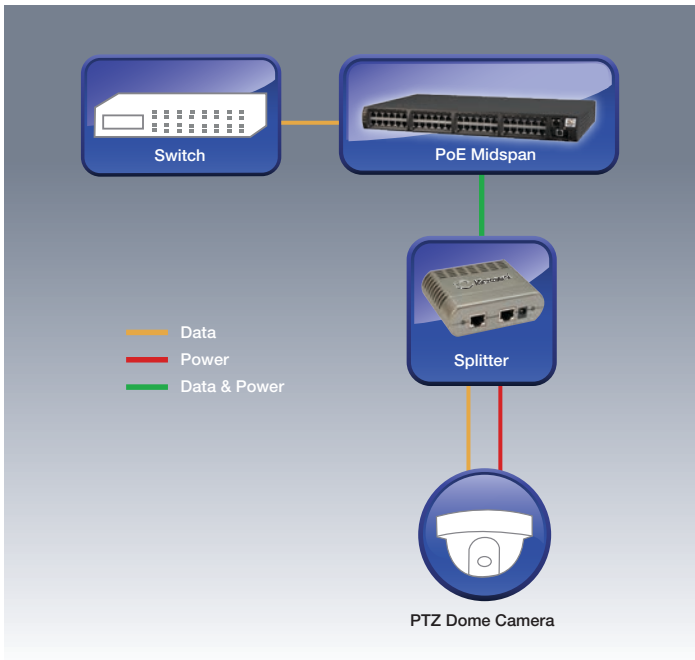 Switch
PoE Midspan
Splitter
Data
Power
Data & Power
PTZ Dome Camera